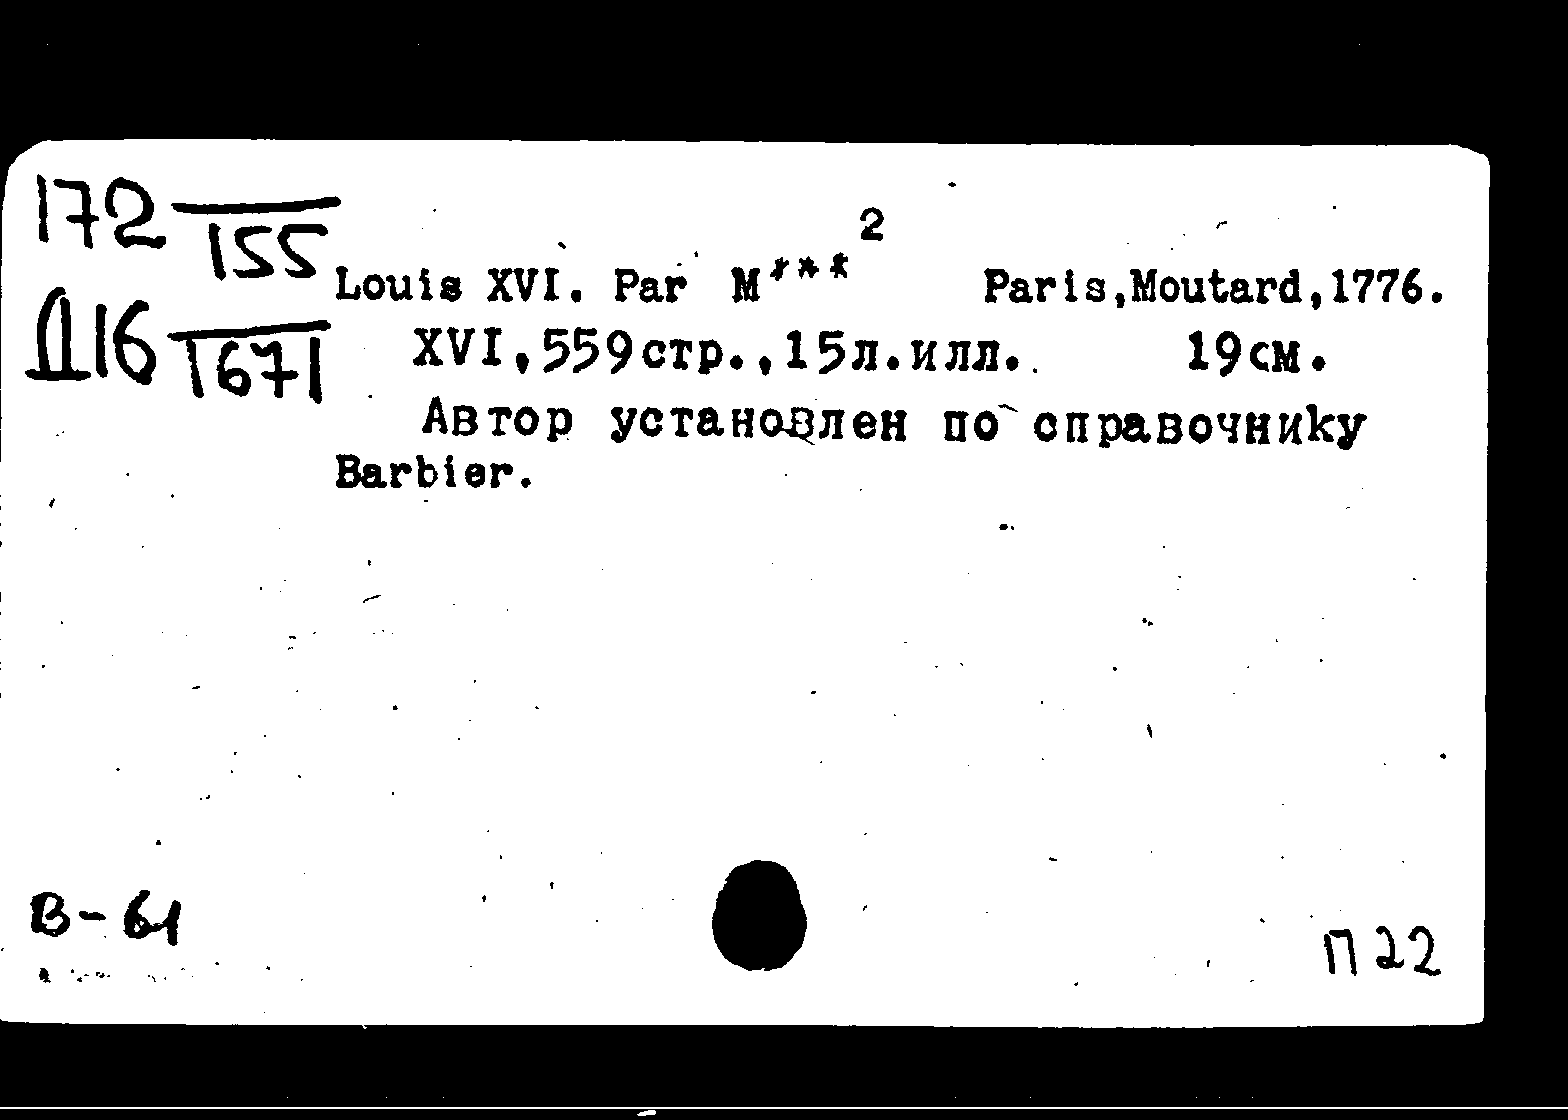 172 155
2
Louis XVI. Par M*** Paris,Moutard,1776.
Д16 1671
XVI,559стр.,15л.илл. 19см.
Автор установлен по справочнику
Barbier.
В-61
П22